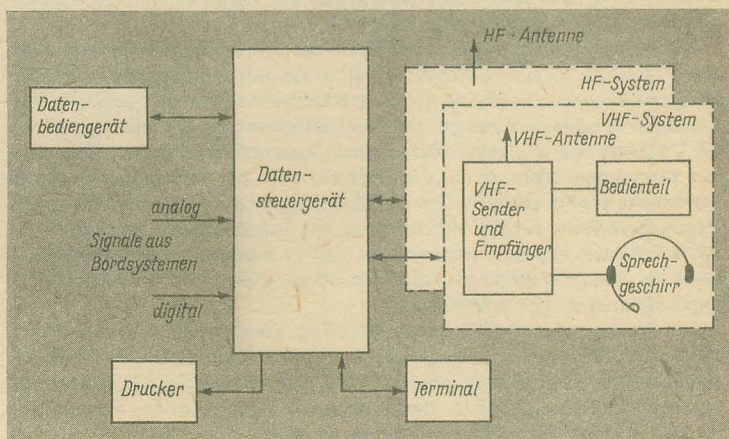 HF-Antenne
HF-System
VHF-System
VHF-Antenne
Daten-
bediengerät
Daten-
steuergerät
VHF-
Sender
und
Empfänger
Bedienteil
Sprech-
geschirr
analog
Signale aus
Bordsystemen
digital
Drucker
Terminal